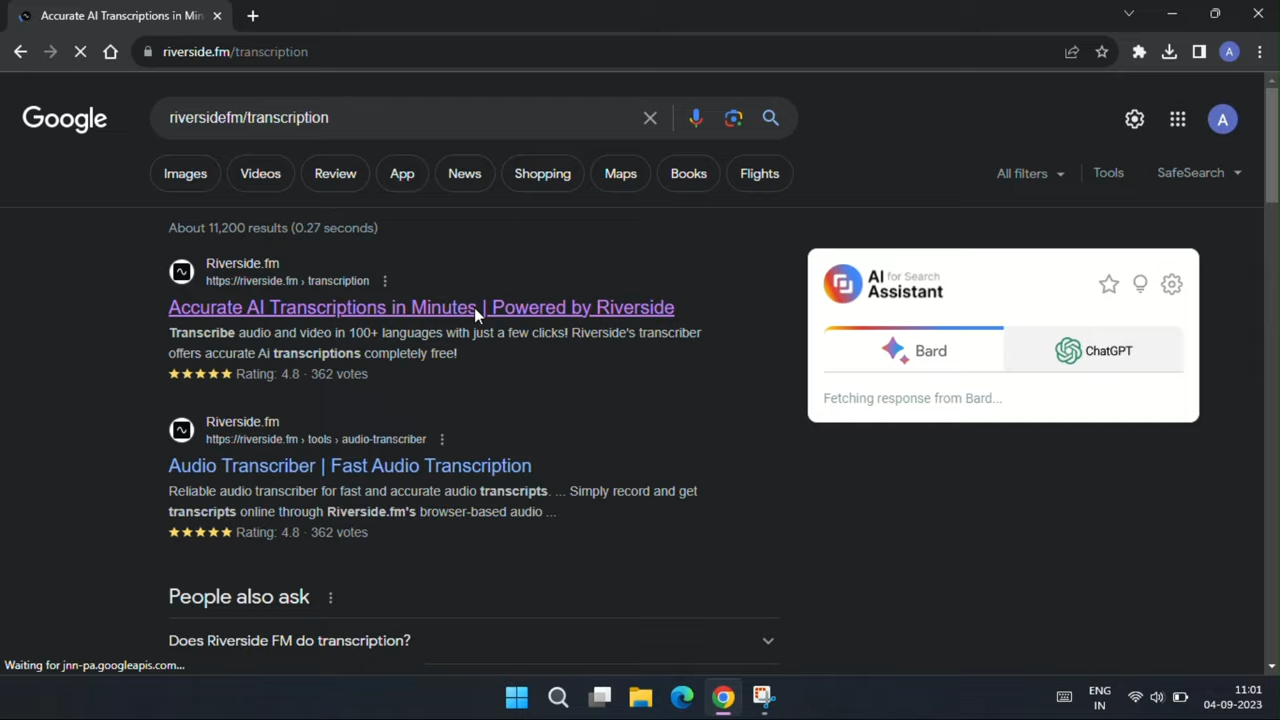 Accurate AI Transcriptions in Min
riverside.fm/transcription
A
Google
riversidefm/transcription
A
Images Videos Review App News Shopping Maps Books Flights
All filters Tools SafeSearch
About 11,200 results (0.27 seconds)
Riverside.fm
https://riverside.fm › transcription
Accurate AI Transcriptions in Minutes | Powered by Riverside
Transcribe audio and video in 100+ languages with just a few clicks! Riverside's transcriber
offers accurate Ai transcriptions completely free!
Rating: 4.8 · 362 votes
Riverside.fm
https://riverside.fm › tools › audio-transcriber
Audio Transcriber | Fast Audio Transcription
Reliable audio transcriber for fast and accurate audio transcripts. ... Simply record and get
transcripts online through Riverside.fm's browser-based audio ...
Rating: 4.8 · 362 votes
People also ask
Does Riverside FM do transcription?
AI for Search
Assistant
Bard ChatGPT
Fetching response from Bard...
Waiting for jnn-pa.googleapis.com...
ENG
IN
11:01
04-09-2023